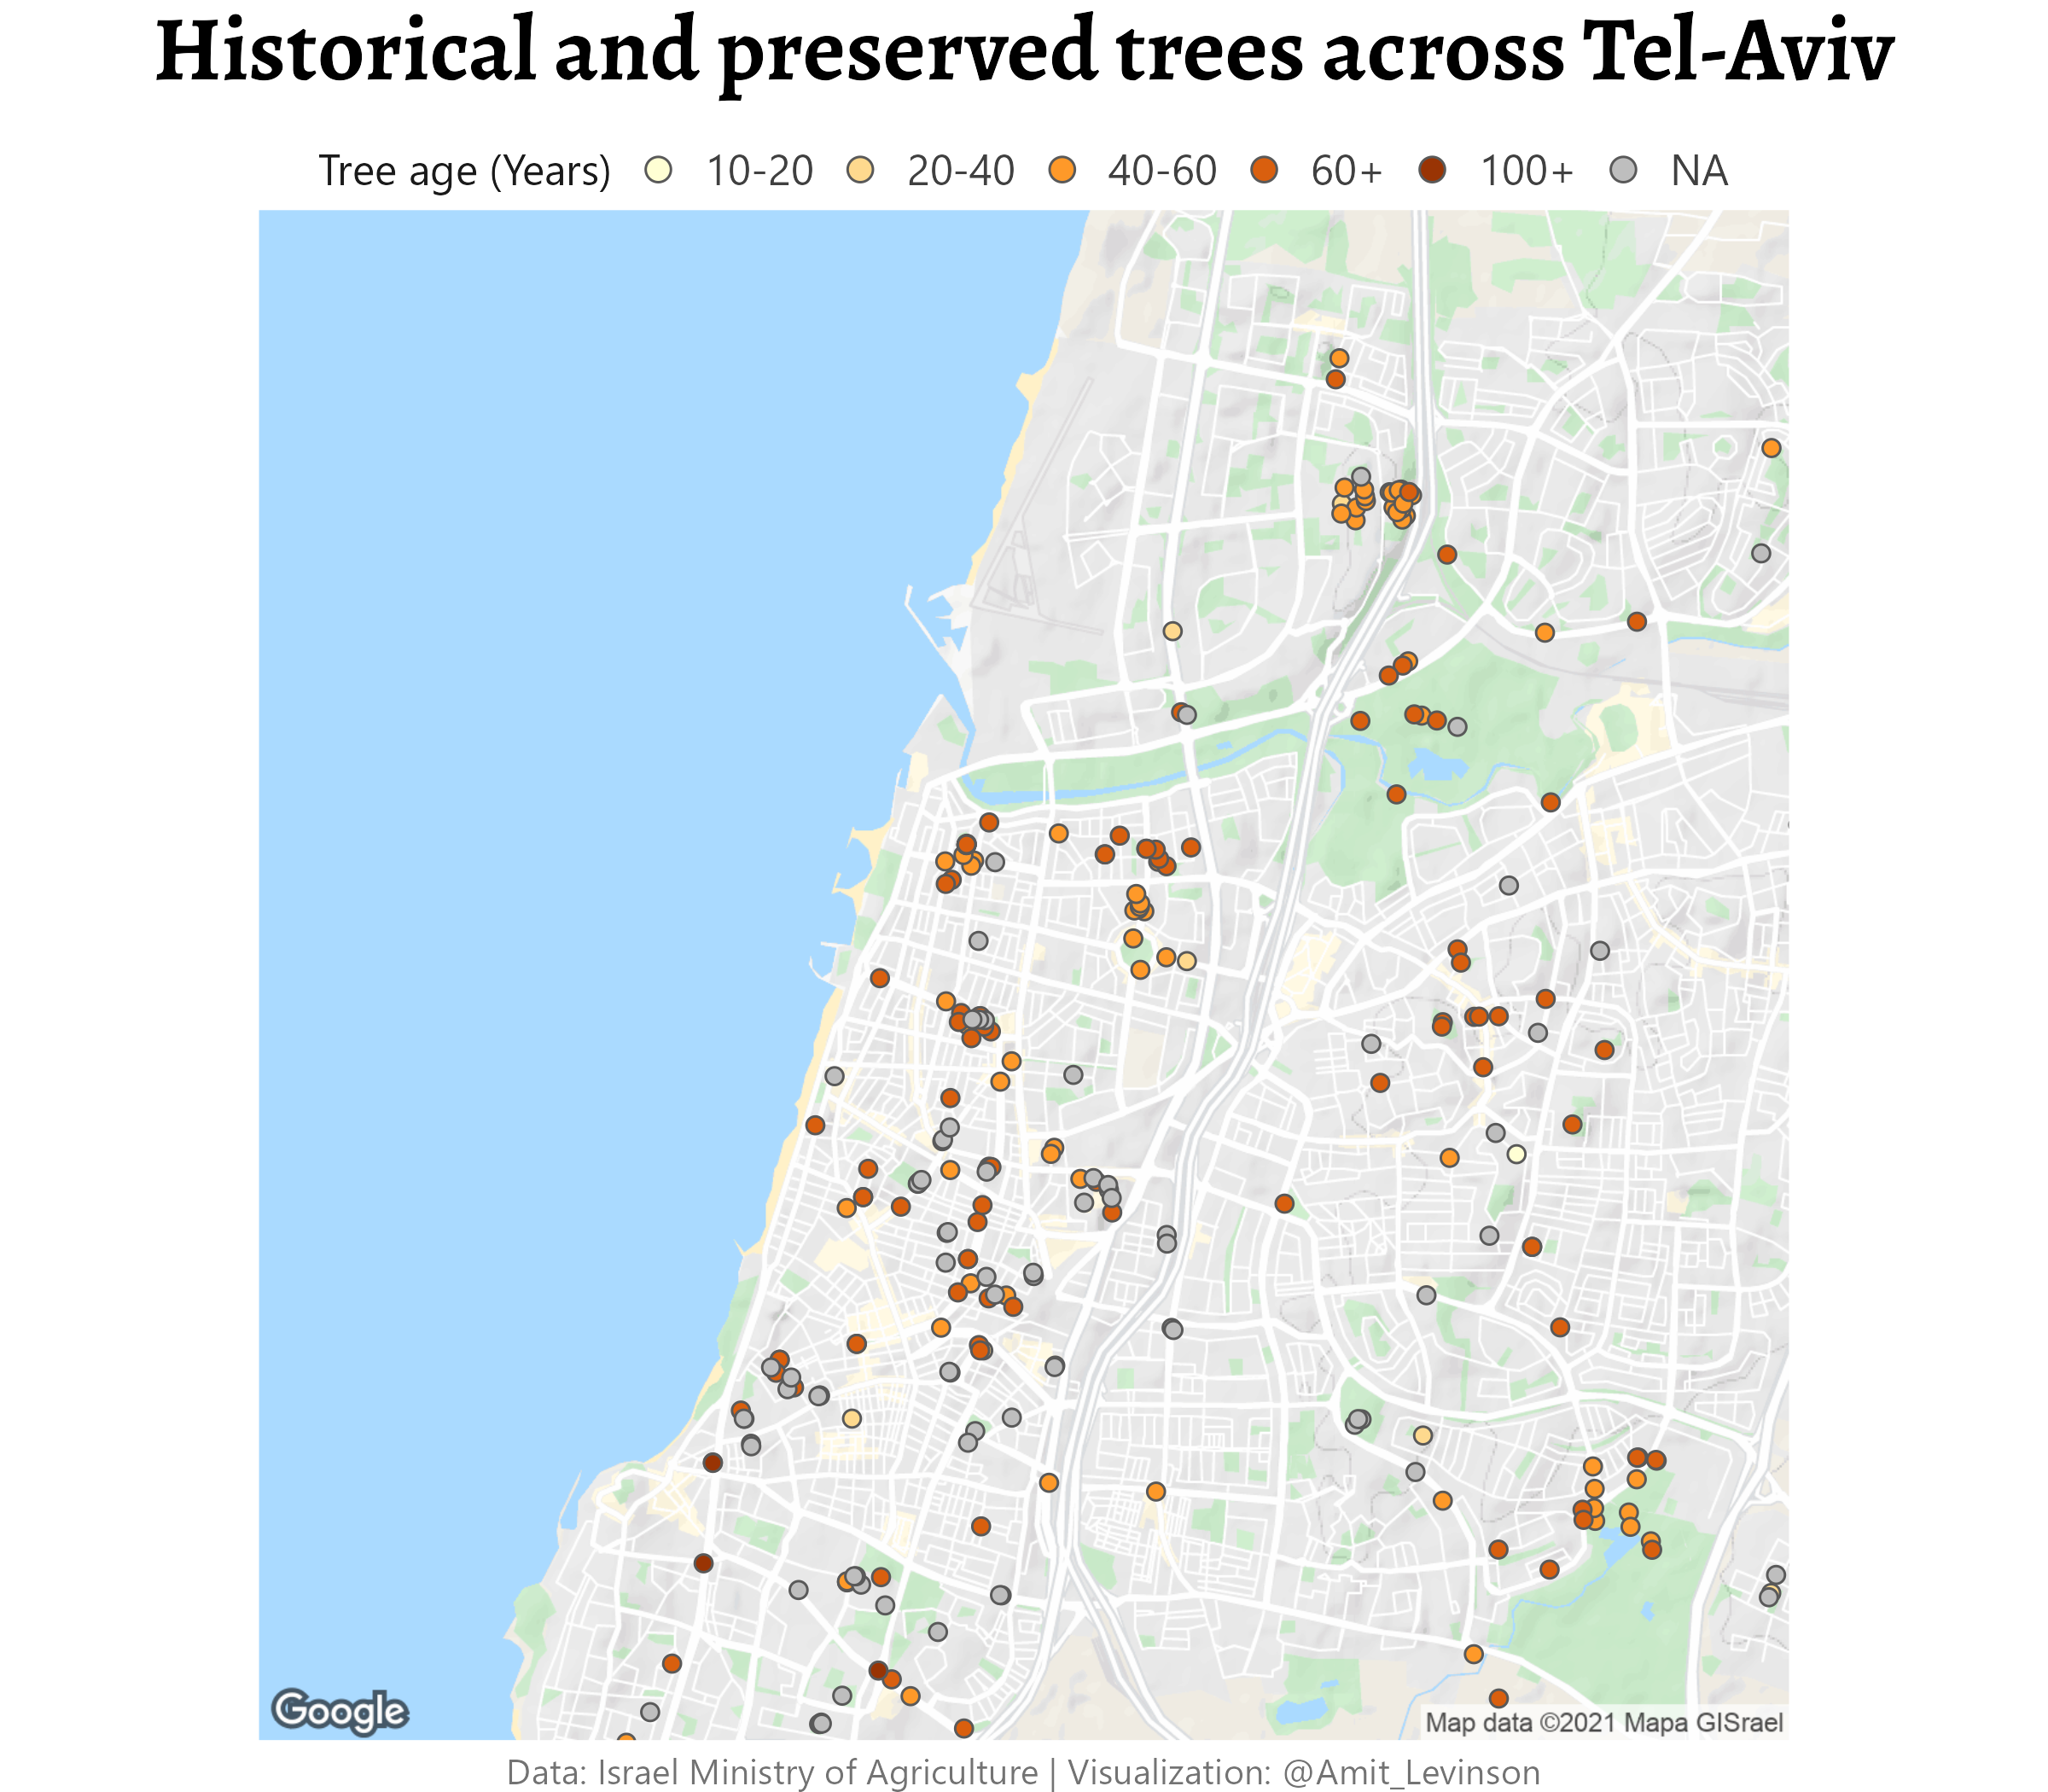 Historical and preserved trees across Tel-Aviv
Tree age (Years) 10-20 20-40 40-60 60+ 100+ NA
Google
Map data ©2021 Mapa GISrael
Data: Israel Ministry of Agriculture | Visualization: @Amit_Levinson